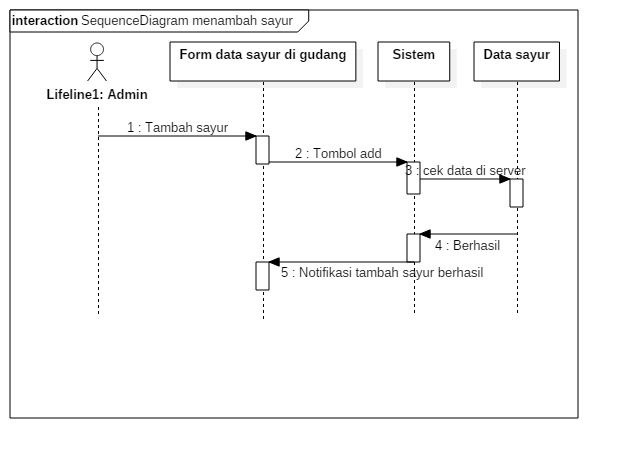 interaction SequenceDiagram menambah sayur
Form data sayur di gudang
Sistem
Data sayur
Lifeline1: Admin
1 : Tambah sayur
2 : Tombol add
3 : cek data di server
4 : Berhasil
5 : Notifikasi tambah sayur berhasil